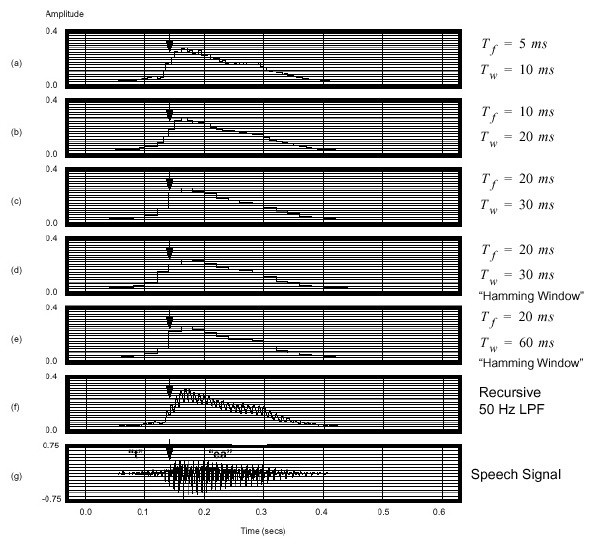 Amplitude
0.4
(a)
0.0
T_f = 5 ms
T_w = 10 ms
0.4
(b)
0.0
T_f = 10 ms
T_w = 20 ms
0.4
(c)
0.0
T_f = 20 ms
T_w = 30 ms
0.4
(d)
0.0
T_f = 20 ms
T_w = 30 ms
“Hamming Window”
0.4
(e)
0.0
T_f = 20 ms
T_w = 60 ms
“Hamming Window”
0.4
(f)
0.0
Recursive
50 Hz LPF
0.75
“t” “ea”
(g)
-0.75
Speech Signal
0.0 0.1 0.2 0.3 0.4 0.5 0.6
Time (secs)